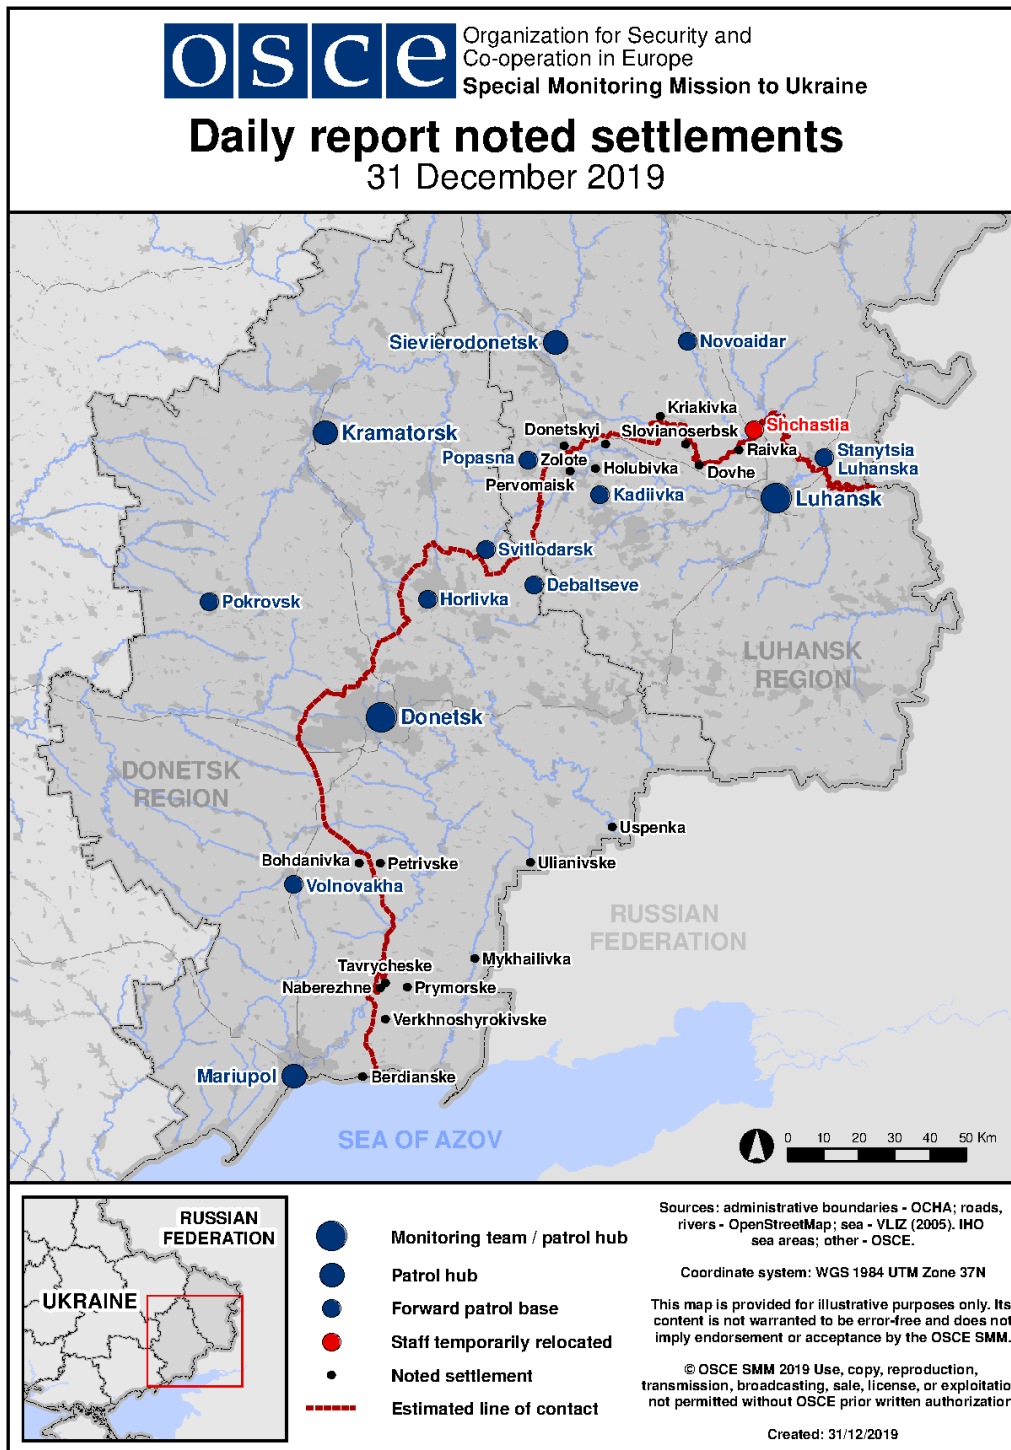 osce
Organization for Security and
Co-operation in Europe
Special Monitoring Mission to Ukraine
Daily report noted settlements
31 December 2019
Sievierodonetsk
Novoaidar
Kriakivka
Shchastia
Kramatorsk
Donetskyi
Slovianoserbsk
Raivka
Stanytsia
Luhanska
Popasna
Zolote
Holubivka
Dovhe
Pervomaisk
Kadiivka
Luhansk
Svitlodarsk
Debaltseve
Pokrovsk
Horlivka
LUHANSK
REGION
Donetsk
DONETSK
REGION
Uspenka
Bohdanivka
Petrivske
Ulianivske
Volnovakha
RUSSIAN
FEDERATION
Mykhailivka
Tavrycheske
Naberezhne
Prymorske
Verkhnoshyrokivske
Mariupol
Berdianske
SEA OF AZOV
0 10 20 30 40 50 Km
RUSSIAN
FEDERATION
UKRAINE
Monitoring team / patrol hub
Patrol hub
Forward patrol base
Staff temporarily relocated
Noted settlement
Estimated line of contact
Sources: administrative boundaries - OCHA; roads,
rivers - OpenStreetMap; sea - VLIZ (2005). IHO
sea areas; other - OSCE.
Coordinate system: WGS 1984 UTM Zone 37N
This map is provided for illustrative purposes only. Its
content is not warranted to be error-free and does not
imply endorsement or acceptance by the OSCE SMM.
© OSCE SMM 2019 Use, copy, reproduction,
transmission, broadcasting, sale, license, or exploitatio
not permitted without OSCE prior written authorization
Created: 31/12/2019